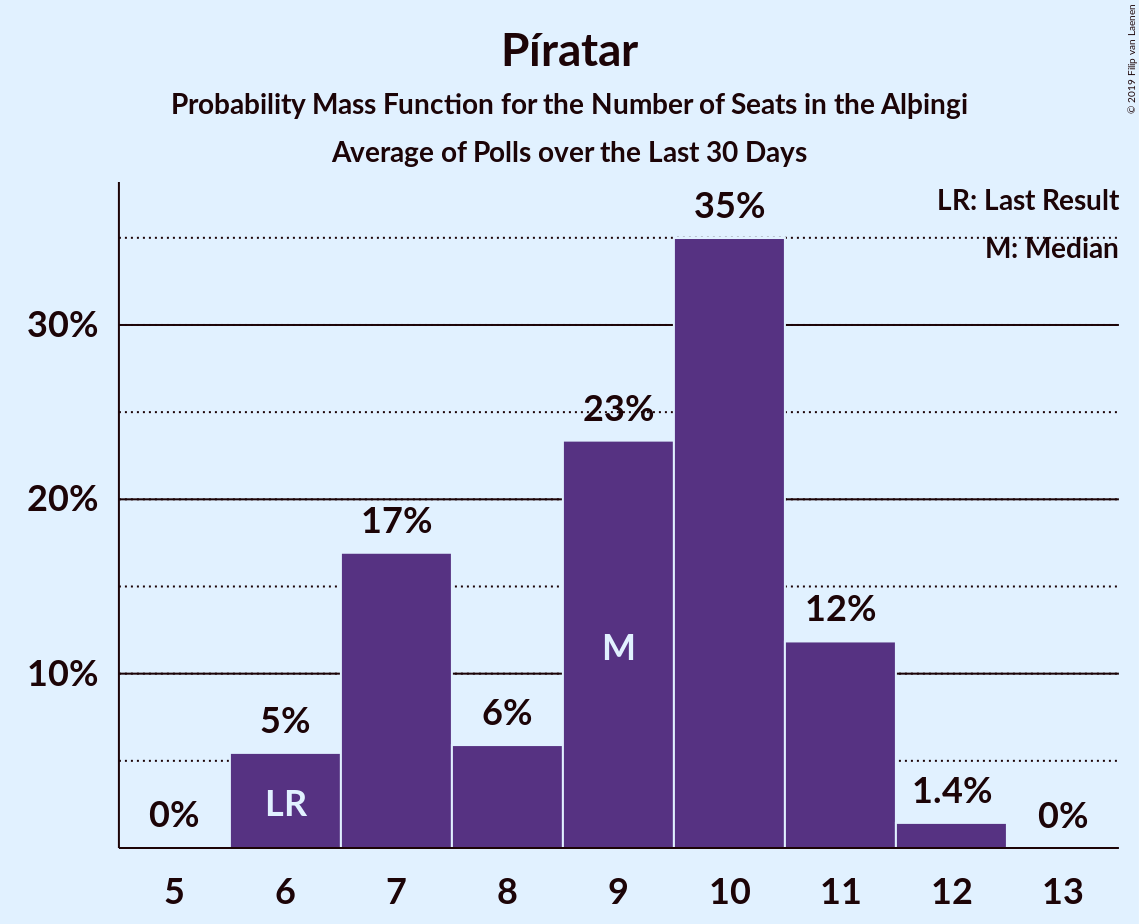 Píratar
Probability Mass Function for the Number of Seats in the Alþingi
Average of Polls over the Last 30 Days
© 2019 Filip van Laenen
LR: Last Result
M: Median
35%
30%
23%
20%
17%
12%
M
10%
6%
5%
LR
1.4%
0%
0%
5 6 7 8 9 10 11 12 13